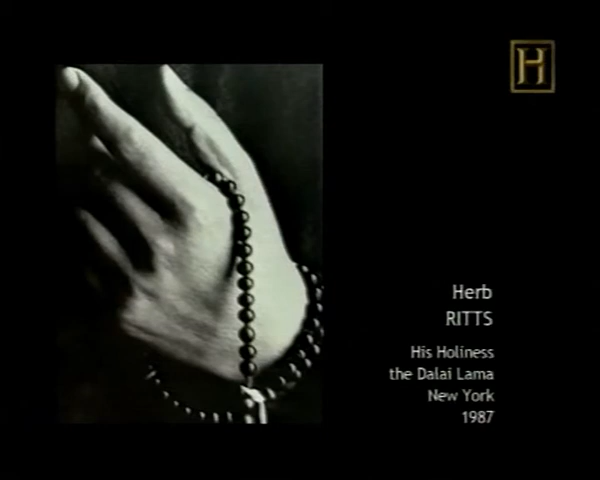 H
Herb
RITTS
His Holiness
the Dalai Lama
New York
1987